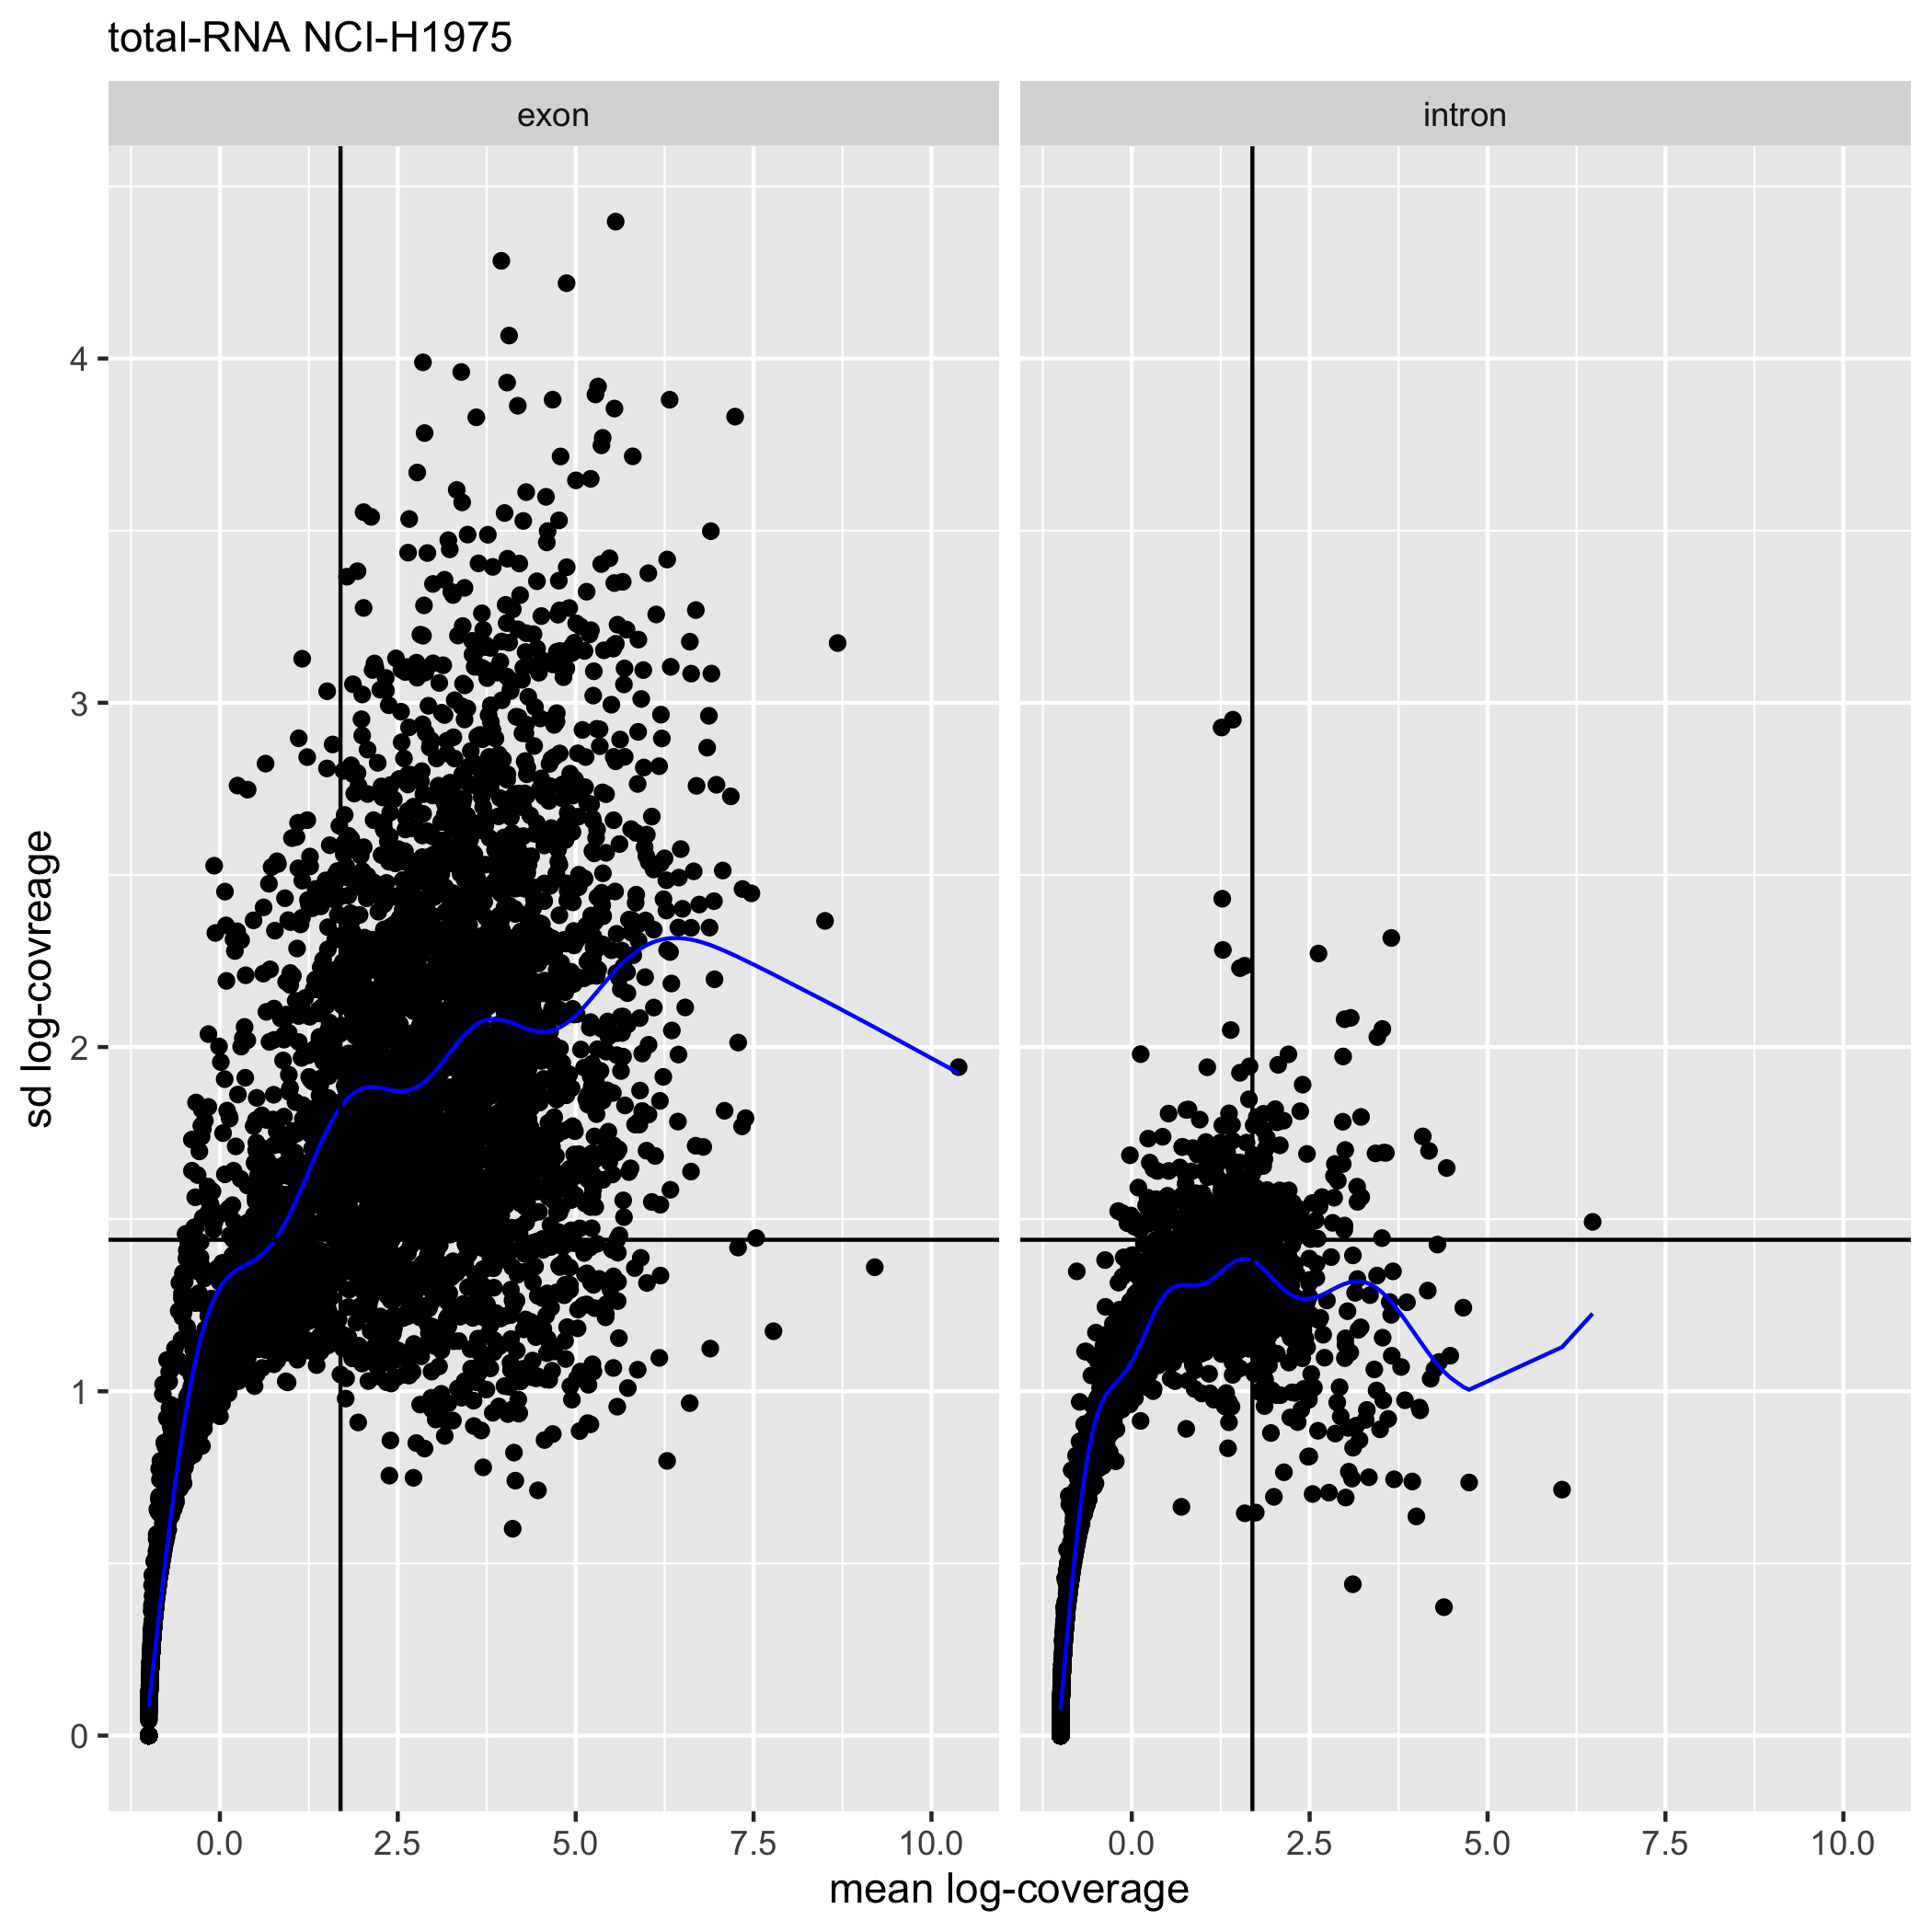 total-RNA NCI-H1975
exon
intron
sd log-covreage
4
3
2
1
0
0.0 2.5 5.0 7.5 10.0
0.0 2.5 5.0 7.5 10.0
mean log-coverage